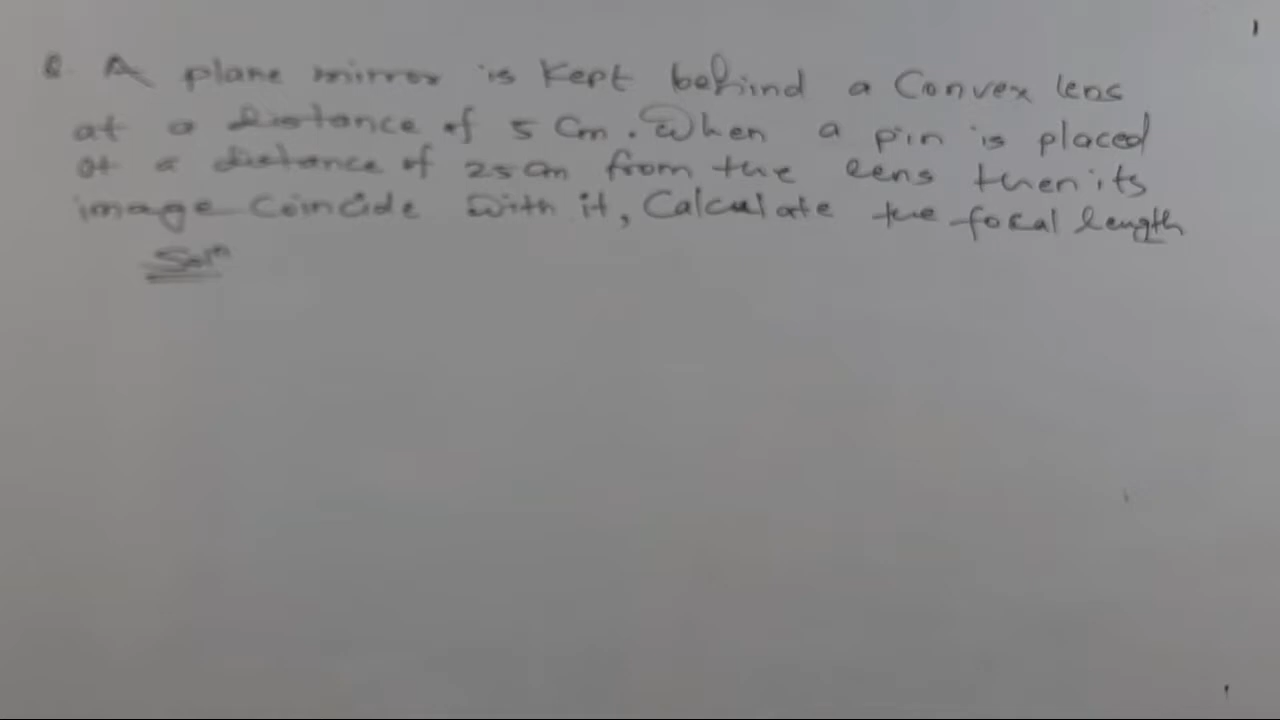 Q. A plane mirror is kept behind a Convex lens
at a distance of 5 cm. When a pin is placed
at a distance of 25 cm from the lens then its
image coincide with it, Calculate the focal length
Solⁿ